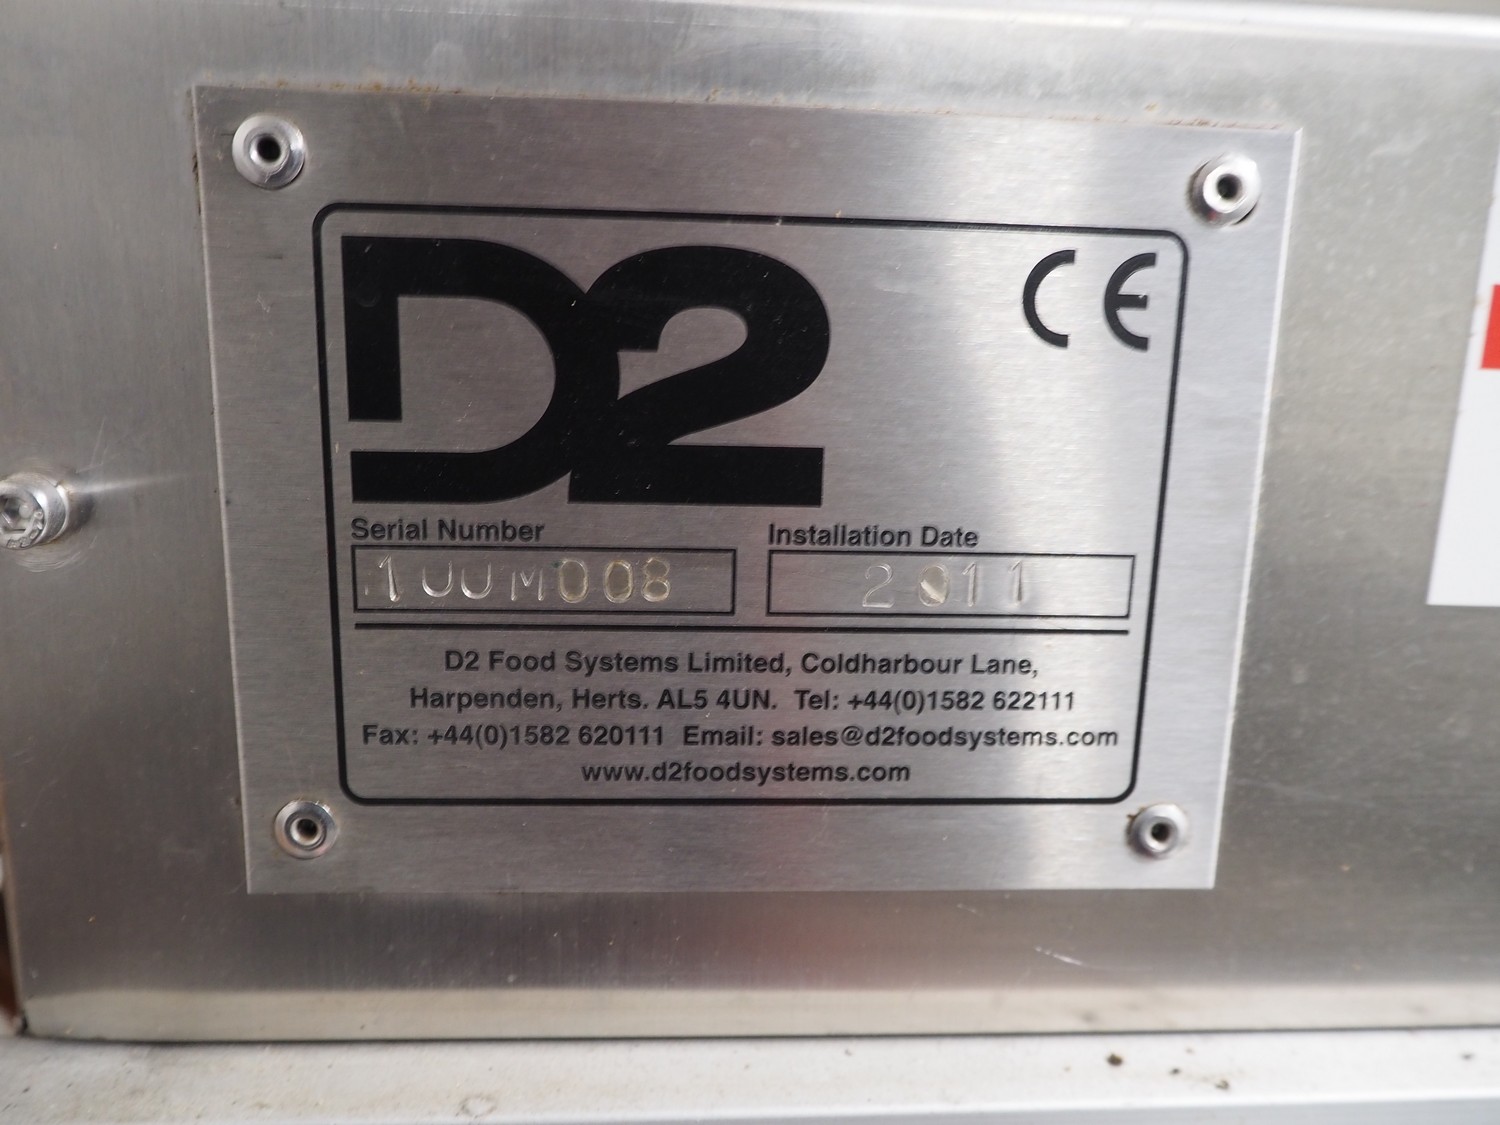 D2 CE
Serial Number Installation Date
1UUM008 2011
D2 Food Systems Limited, Coldharbour Lane,
Harpenden, Herts. AL5 4UN. Tel: +44(0)1582 622111
Fax: +44(0)1582 620111 Email: sales@d2foodsystems.com
www.d2foodsystems.com